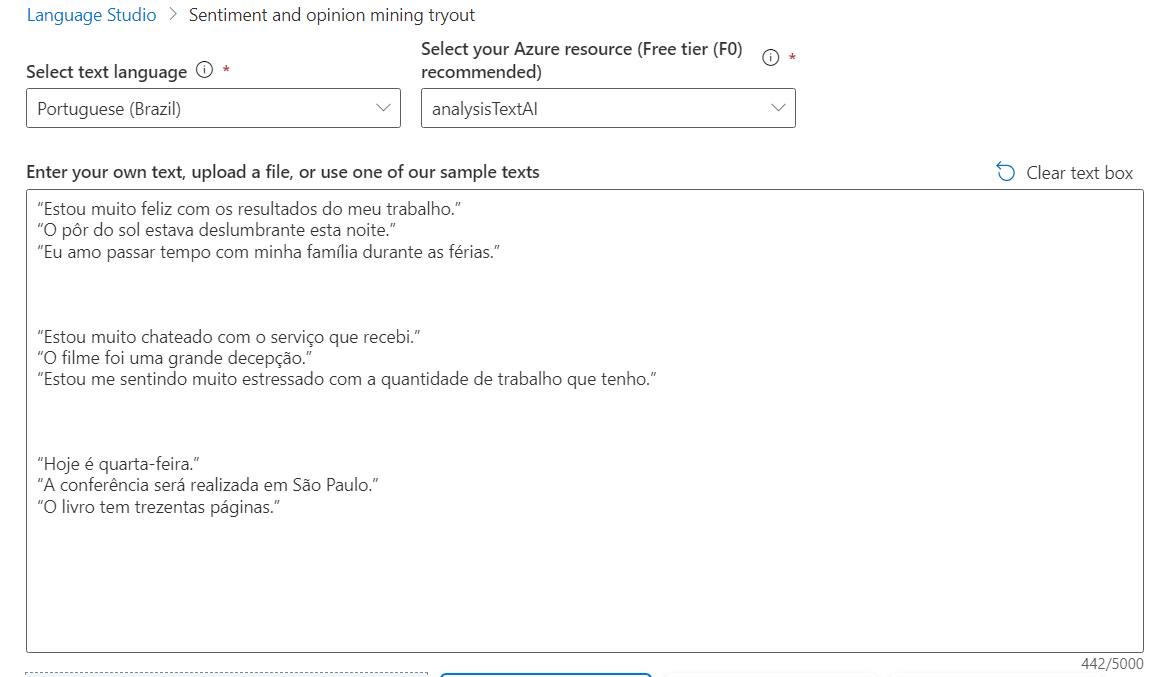 Language Studio > Sentiment and opinion mining tryout
Select text language *
Select your Azure resource (Free tier (F0) recommended) *
Portuguese (Brazil)
analysisTextAI
Enter your own text, upload a file, or use one of our sample texts
Clear text box
"Estou muito feliz com os resultados do meu trabalho."
"O pôr do sol estava deslumbrante esta noite."
"Eu amo passar tempo com minha família durante as férias."
"Estou muito chateado com o serviço que recebi."
"O filme foi uma grande decepção."
"Estou me sentindo muito estressado com a quantidade de trabalho que tenho."
"Hoje é quarta-feira."
"A conferência será realizada em São Paulo."
"O livro tem trezentas páginas."
442/5000